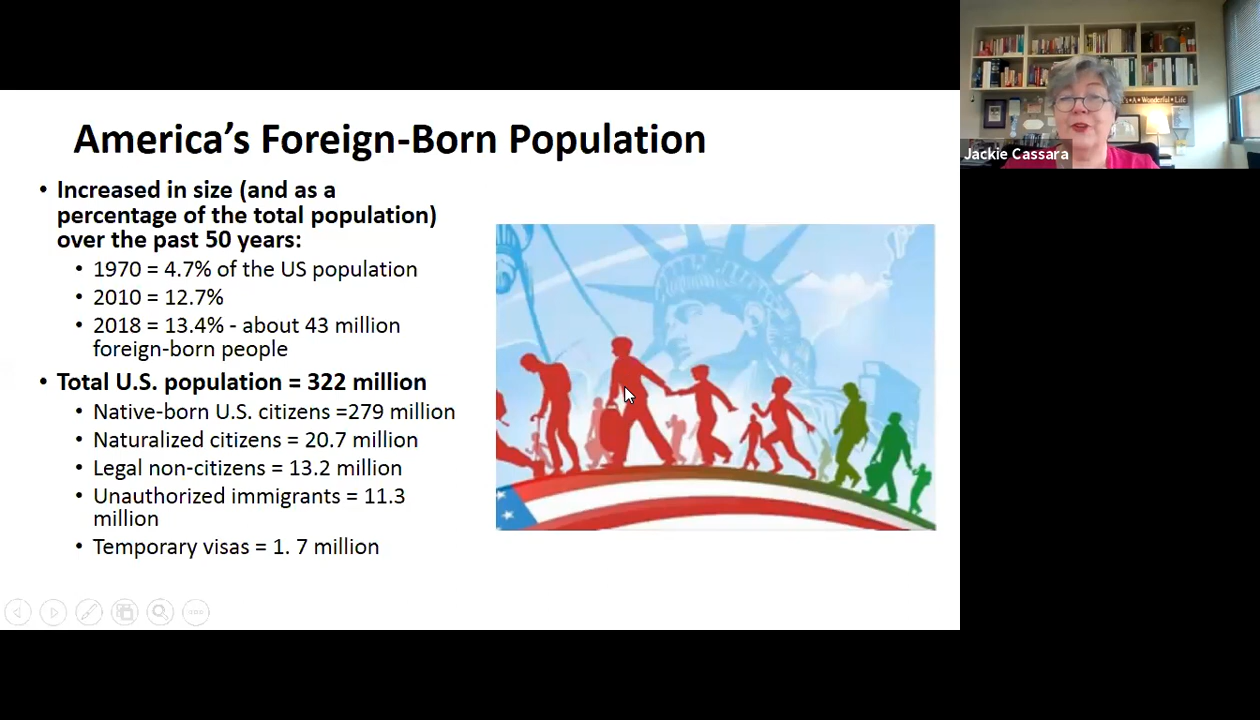 America's Foreign-Born Population
• Increased in size (and as a
percentage of the total population)
over the past 50 years:
• 1970 = 4.7% of the US population
• 2010 = 12.7%
• 2018 = 13.4% - about 43 million
foreign-born people
• Total U.S. population = 322 million
• Native-born U.S. citizens =279 million
• Naturalized citizens = 20.7 million
• Legal non-citizens = 13.2 million
• Unauthorized immigrants = 11.3
million
• Temporary visas = 1. 7 million
A Wonderful Life
Jackie Cassara